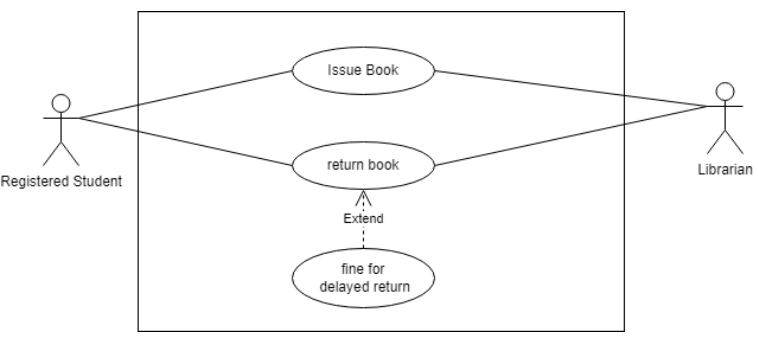 Issue Book
return book
Registered Student
Librarian
Extend
fine for
delayed return